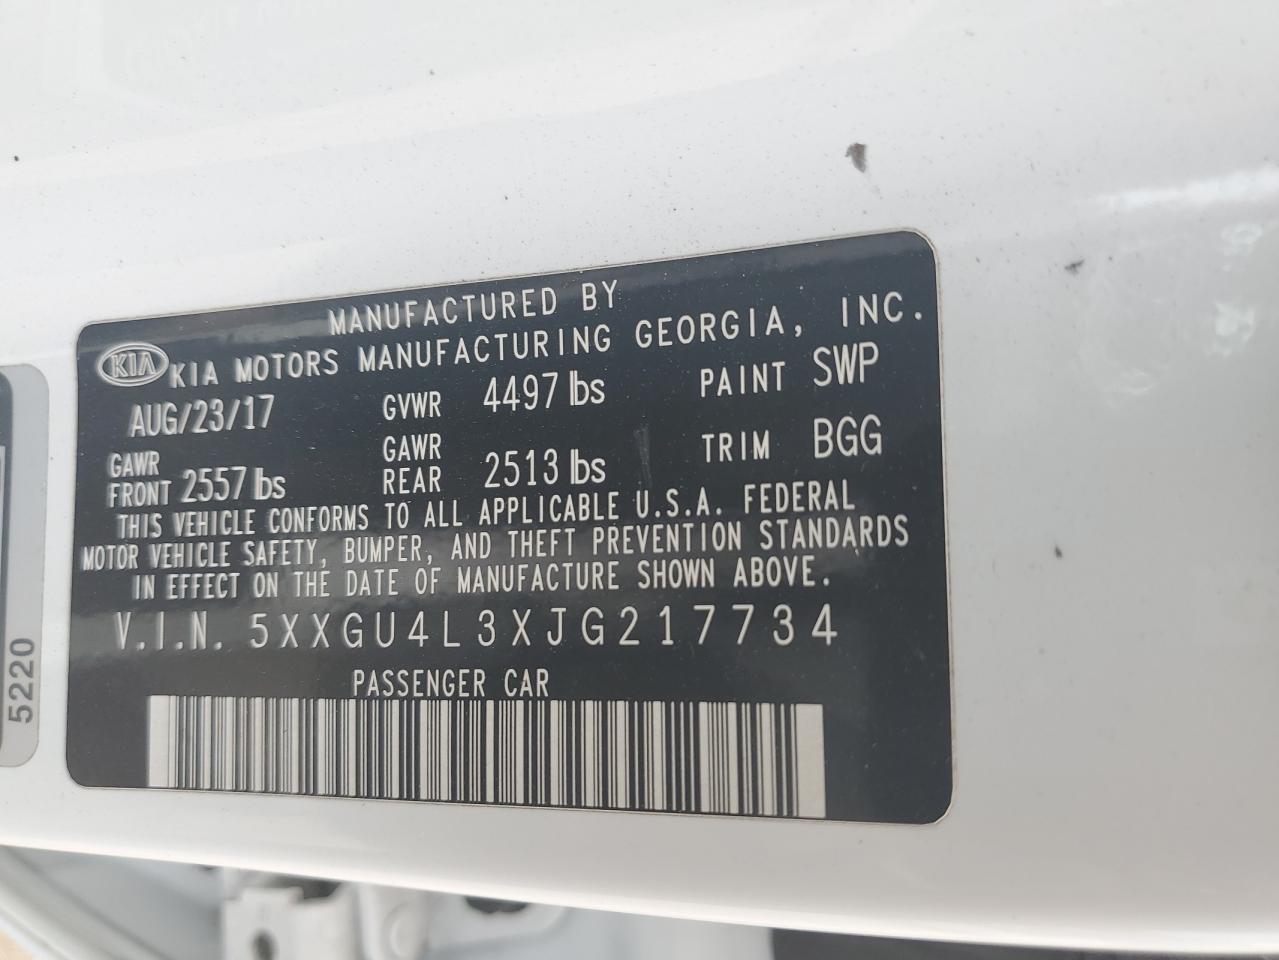 MANUFACTURED BY
KIA KIA MOTORS MANUFACTURING GEORGIA, INC.
AUG/23/17 GVWR 4497 lbs PAINT SWP
GAWR FRONT 2557 lbs GAWR REAR 2513 lbs TRIM BGG
THIS VEHICLE CONFORMS TO ALL APPLICABLE U.S.A. FEDERAL
MOTOR VEHICLE SAFETY, BUMPER, AND THEFT PREVENTION STANDARDS
IN EFFECT ON THE DATE OF MANUFACTURE SHOWN ABOVE.
V.I.N. 5XXGU4L3XJG217734
PASSENGER CAR
5220